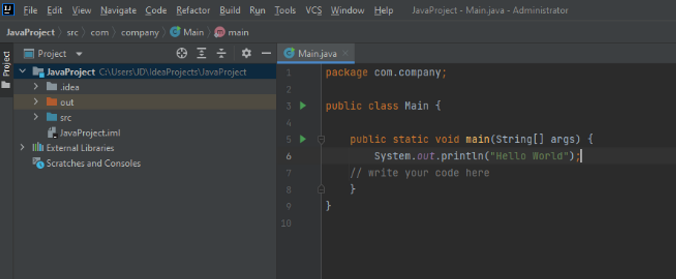 File Edit View Navigate Code Refactor Build Run Tools VCS Window Help JavaProject - Main.java - Administrator
JavaProject src com company Main main
Project
Project
Main.java
JavaProject C:\Users\JD\IdeaProjects\JavaProject
.idea
out
src
JavaProject.iml
External Libraries
Scratches and Consoles
1 package com.company;
2
3 public class Main {
4
5 public static void main(String[] args) {
6 System.out.println("Hello World");
7 // write your code here
8 }
9 }
10